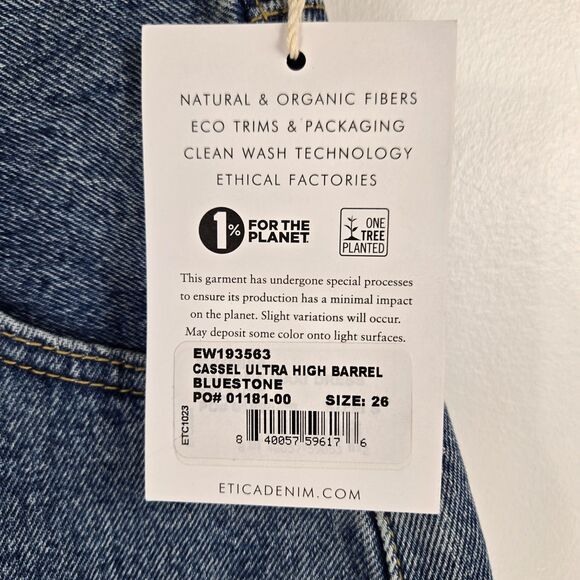 NATURAL & ORGANIC FIBERS
ECO TRIMS & PACKAGING
CLEAN WASH TECHNOLOGY
ETHICAL FACTORIES
1% FOR THE PLANET.
ONE TREE PLANTED
This garment has undergone special processes
to ensure its production has a minimal impact
on the planet. Slight variations will occur.
May deposit some color onto light surfaces.
EW193563
CASSEL ULTRA HIGH BARREL
BLUESTONE
PO# 01181-00 SIZE: 26
ETC1023
8 40057 59617 6
ETICADENIM.COM